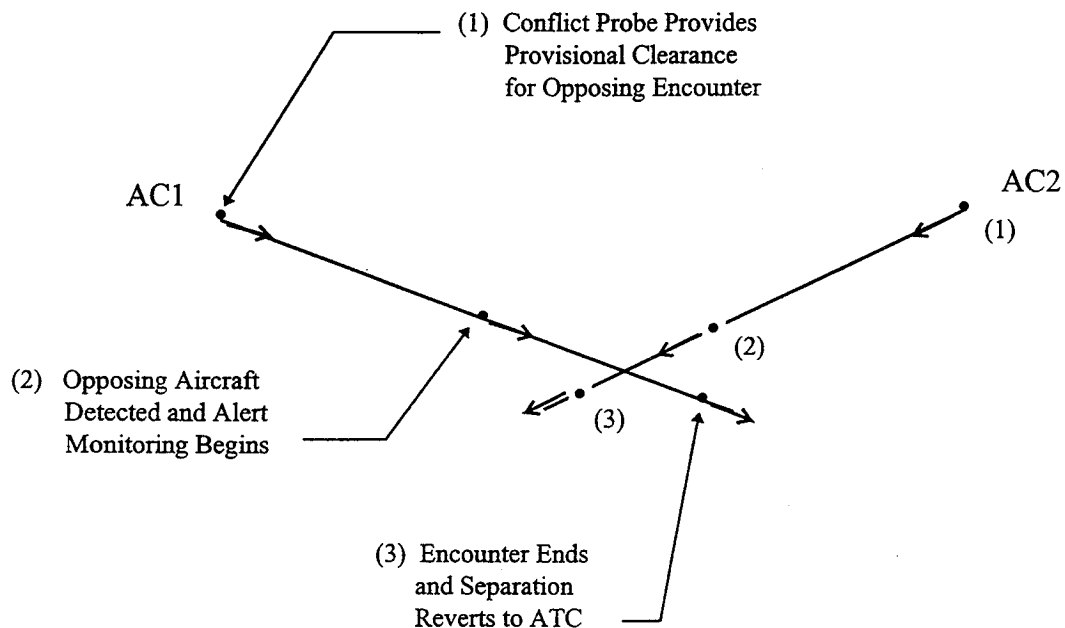 (1) Conflict Probe Provides
Provisional Clearance
for Opposing Encounter
AC1
AC2
(1)
(2)
(2) Opposing Aircraft
Detected and Alert
Monitoring Begins
(3)
(3) Encounter Ends
and Separation
Reverts to ATC